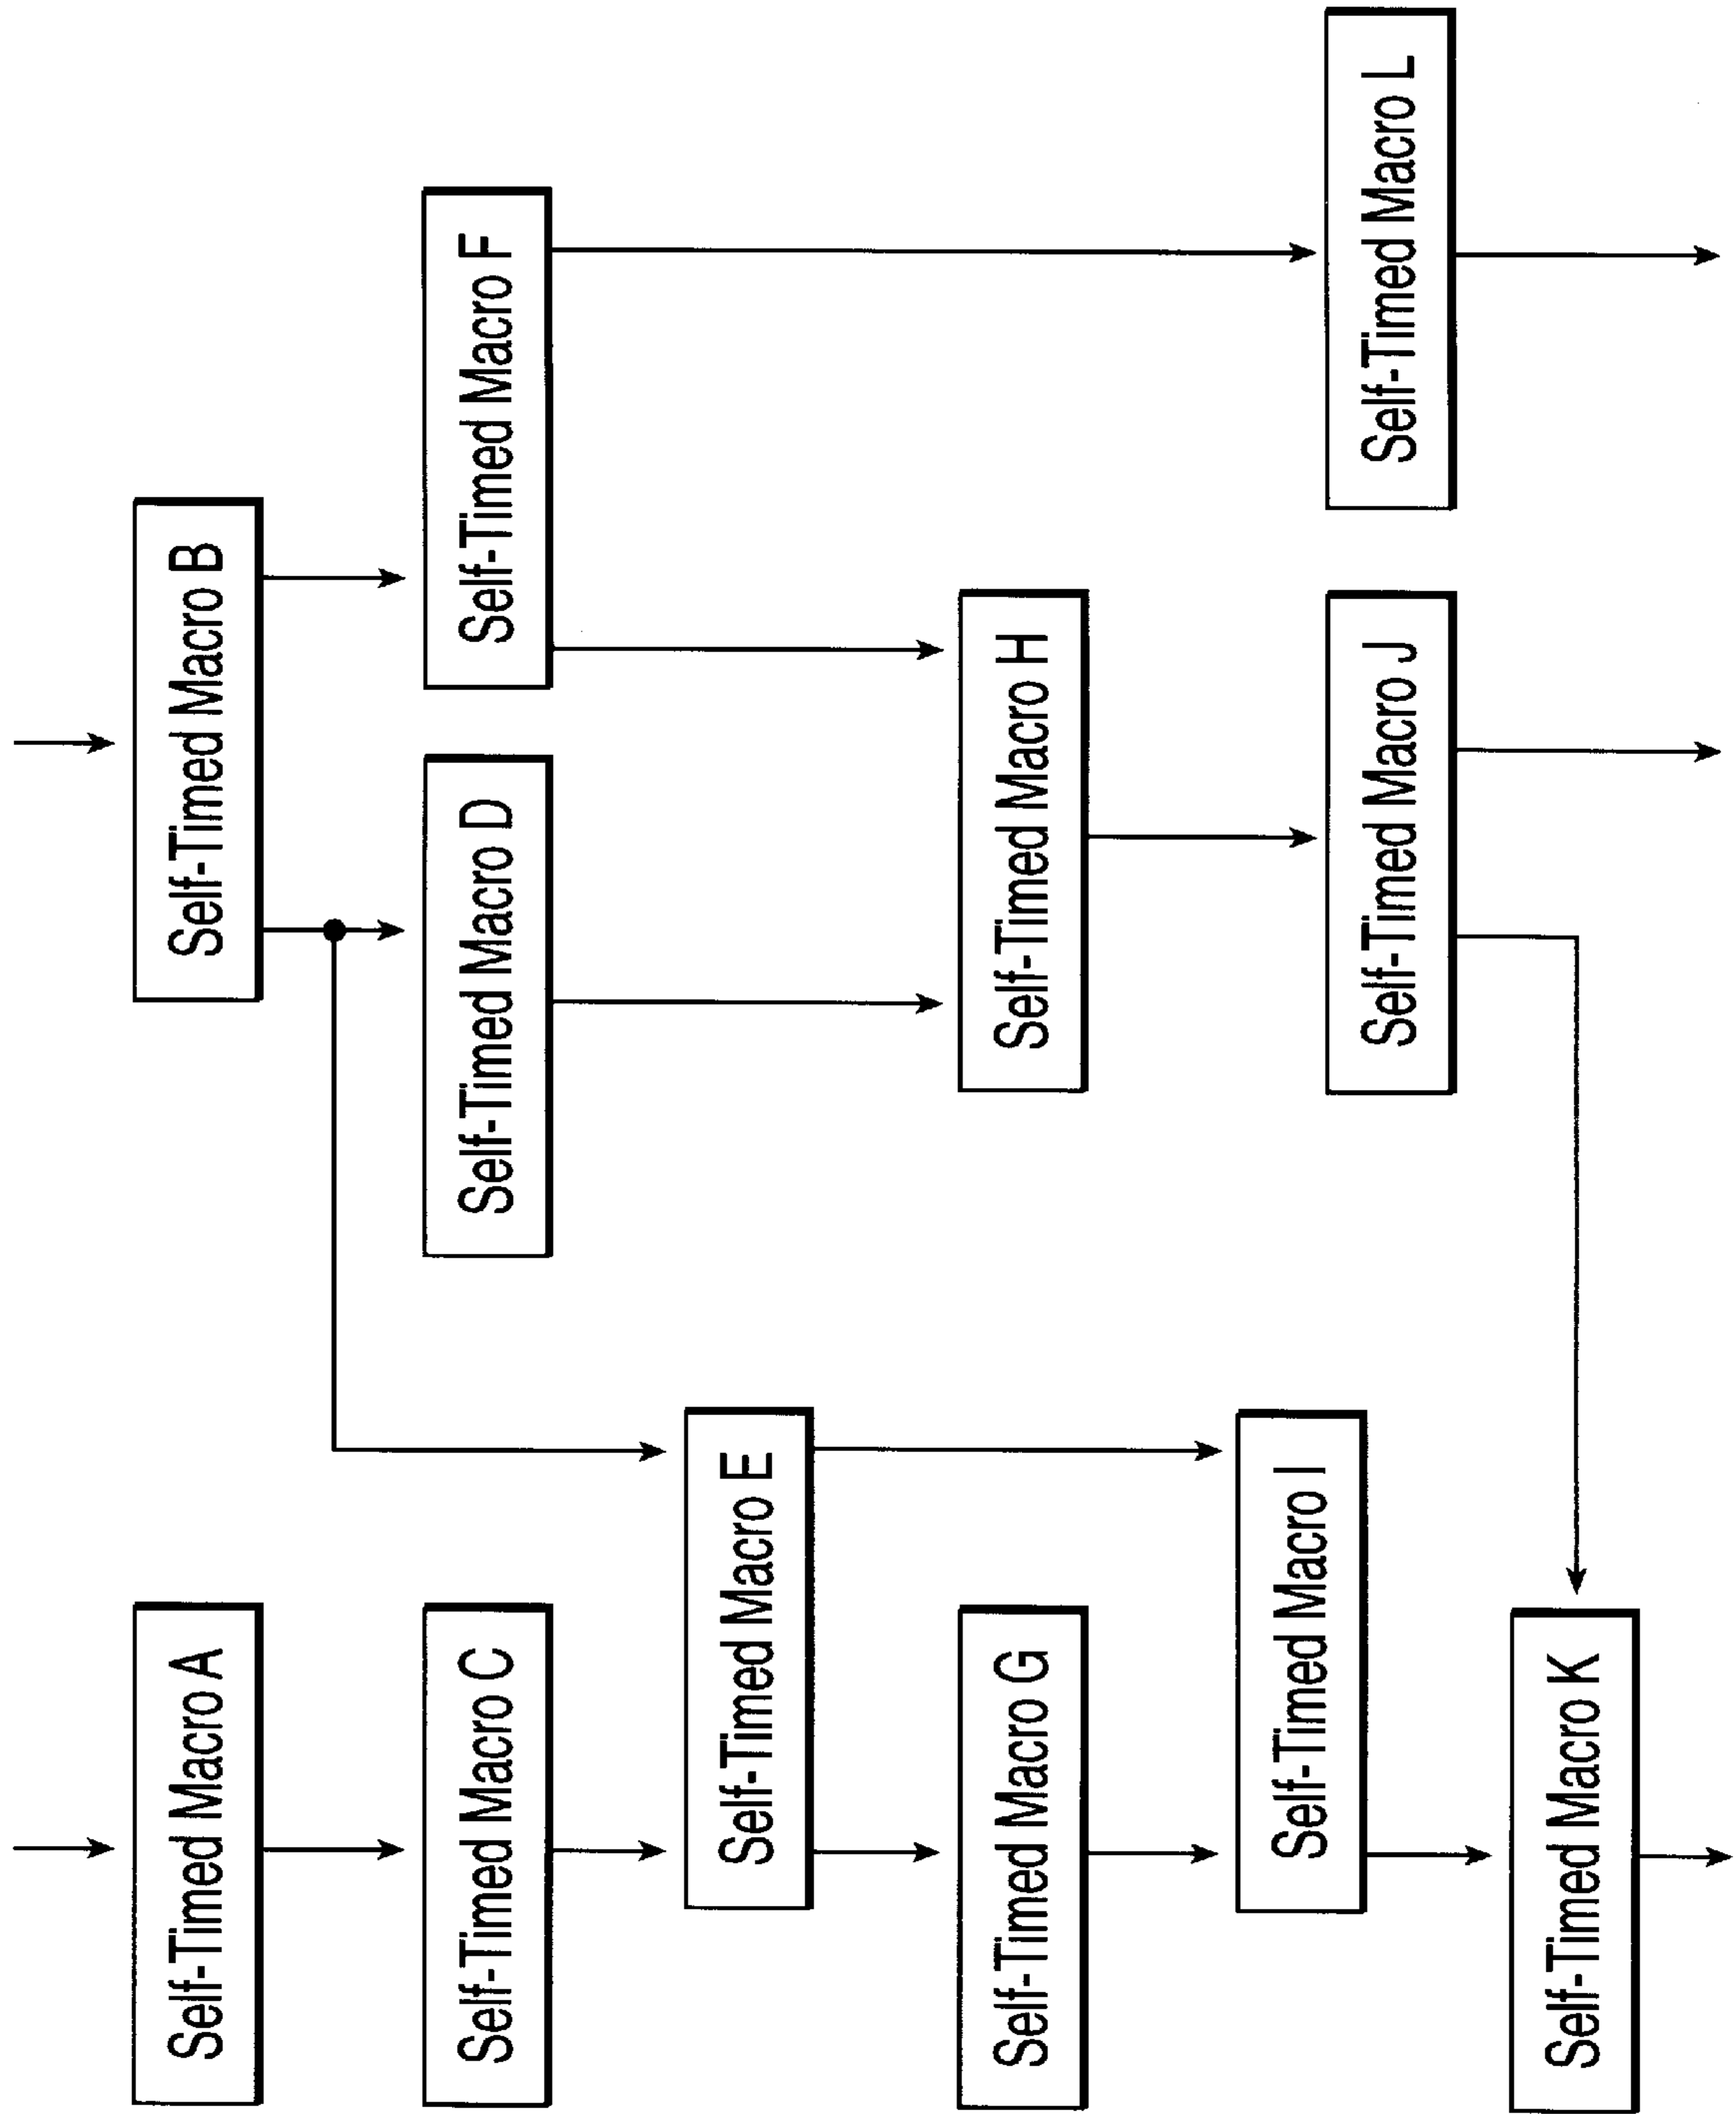 Self-Timed Macro A
Self-Timed Macro B
Self-Timed Macro C
Self-Timed Macro D
Self-Timed Macro F
Self-Timed Macro E
Self-Timed Macro G
Self-Timed Macro H
Self-Timed Macro I
Self-Timed Macro J
Self-Timed Macro L
Self-Timed Macro K